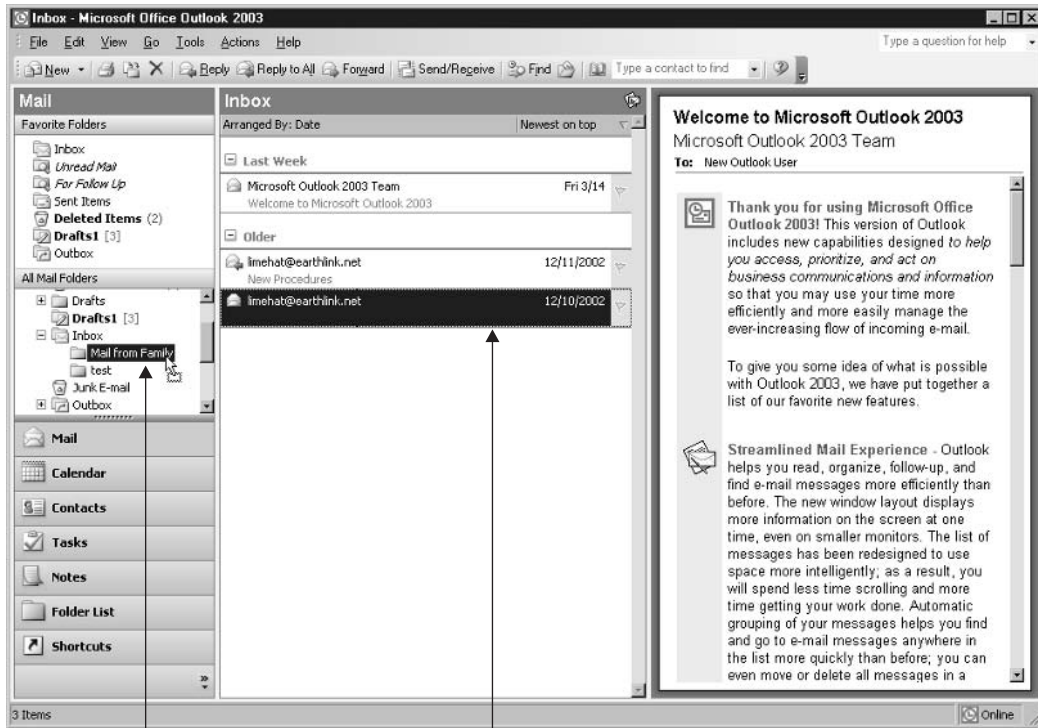 Inbox - Microsoft Office Outlook 2003
File Edit View Go Tools Actions Help
Type a question for help
New Reply Reply to All Forward Send/Receive Find Type a contact to find
Mail
Favorite Folders
Inbox
Unread Mail
For Follow Up
Sent Items
Deleted Items (2)
Drafts1 [3]
Outbox
All Mail Folders
Drafts
Drafts1 [3]
Inbox
Mail from Family
test
Junk E-mail
Outbox
Mail
Calendar
Contacts
Tasks
Notes
Folder List
Shortcuts
Inbox
Arranged By: Date Newest on top
Last Week
Microsoft Outlook 2003 Team Fri 3/14
Welcome to Microsoft Outlook 2003
Older
limehat@earthlink.net 12/11/2002
New Procedures
limehat@earthlink.net 12/10/2002
Welcome to Microsoft Outlook 2003
Microsoft Outlook 2003 Team
To: New Outlook User
Thank you for using Microsoft Office
Outlook 2003! This version of Outlook
includes new capabilities designed to help
you access, prioritize, and act on
business communications and information
so that you may use your time more
efficiently and more easily manage the
ever-increasing flow of incoming e-mail.
To give you some idea of what is possible
with Outlook 2003, we have put together a
list of our favorite new features.
Streamlined Mail Experience - Outlook
helps you read, organize, follow-up, and
find e-mail messages more efficiently than
before. The new window layout displays
more information on the screen at one
time, even on smaller monitors. The list of
messages has been redesigned to use
space more intelligently; as a result, you
will spend less time scrolling and more
time getting your work done. Automatic
grouping of your messages helps you find
and go to e-mail messages anywhere in
the list more quickly than before; you can
even move or delete all messages in a
3 Items
Online